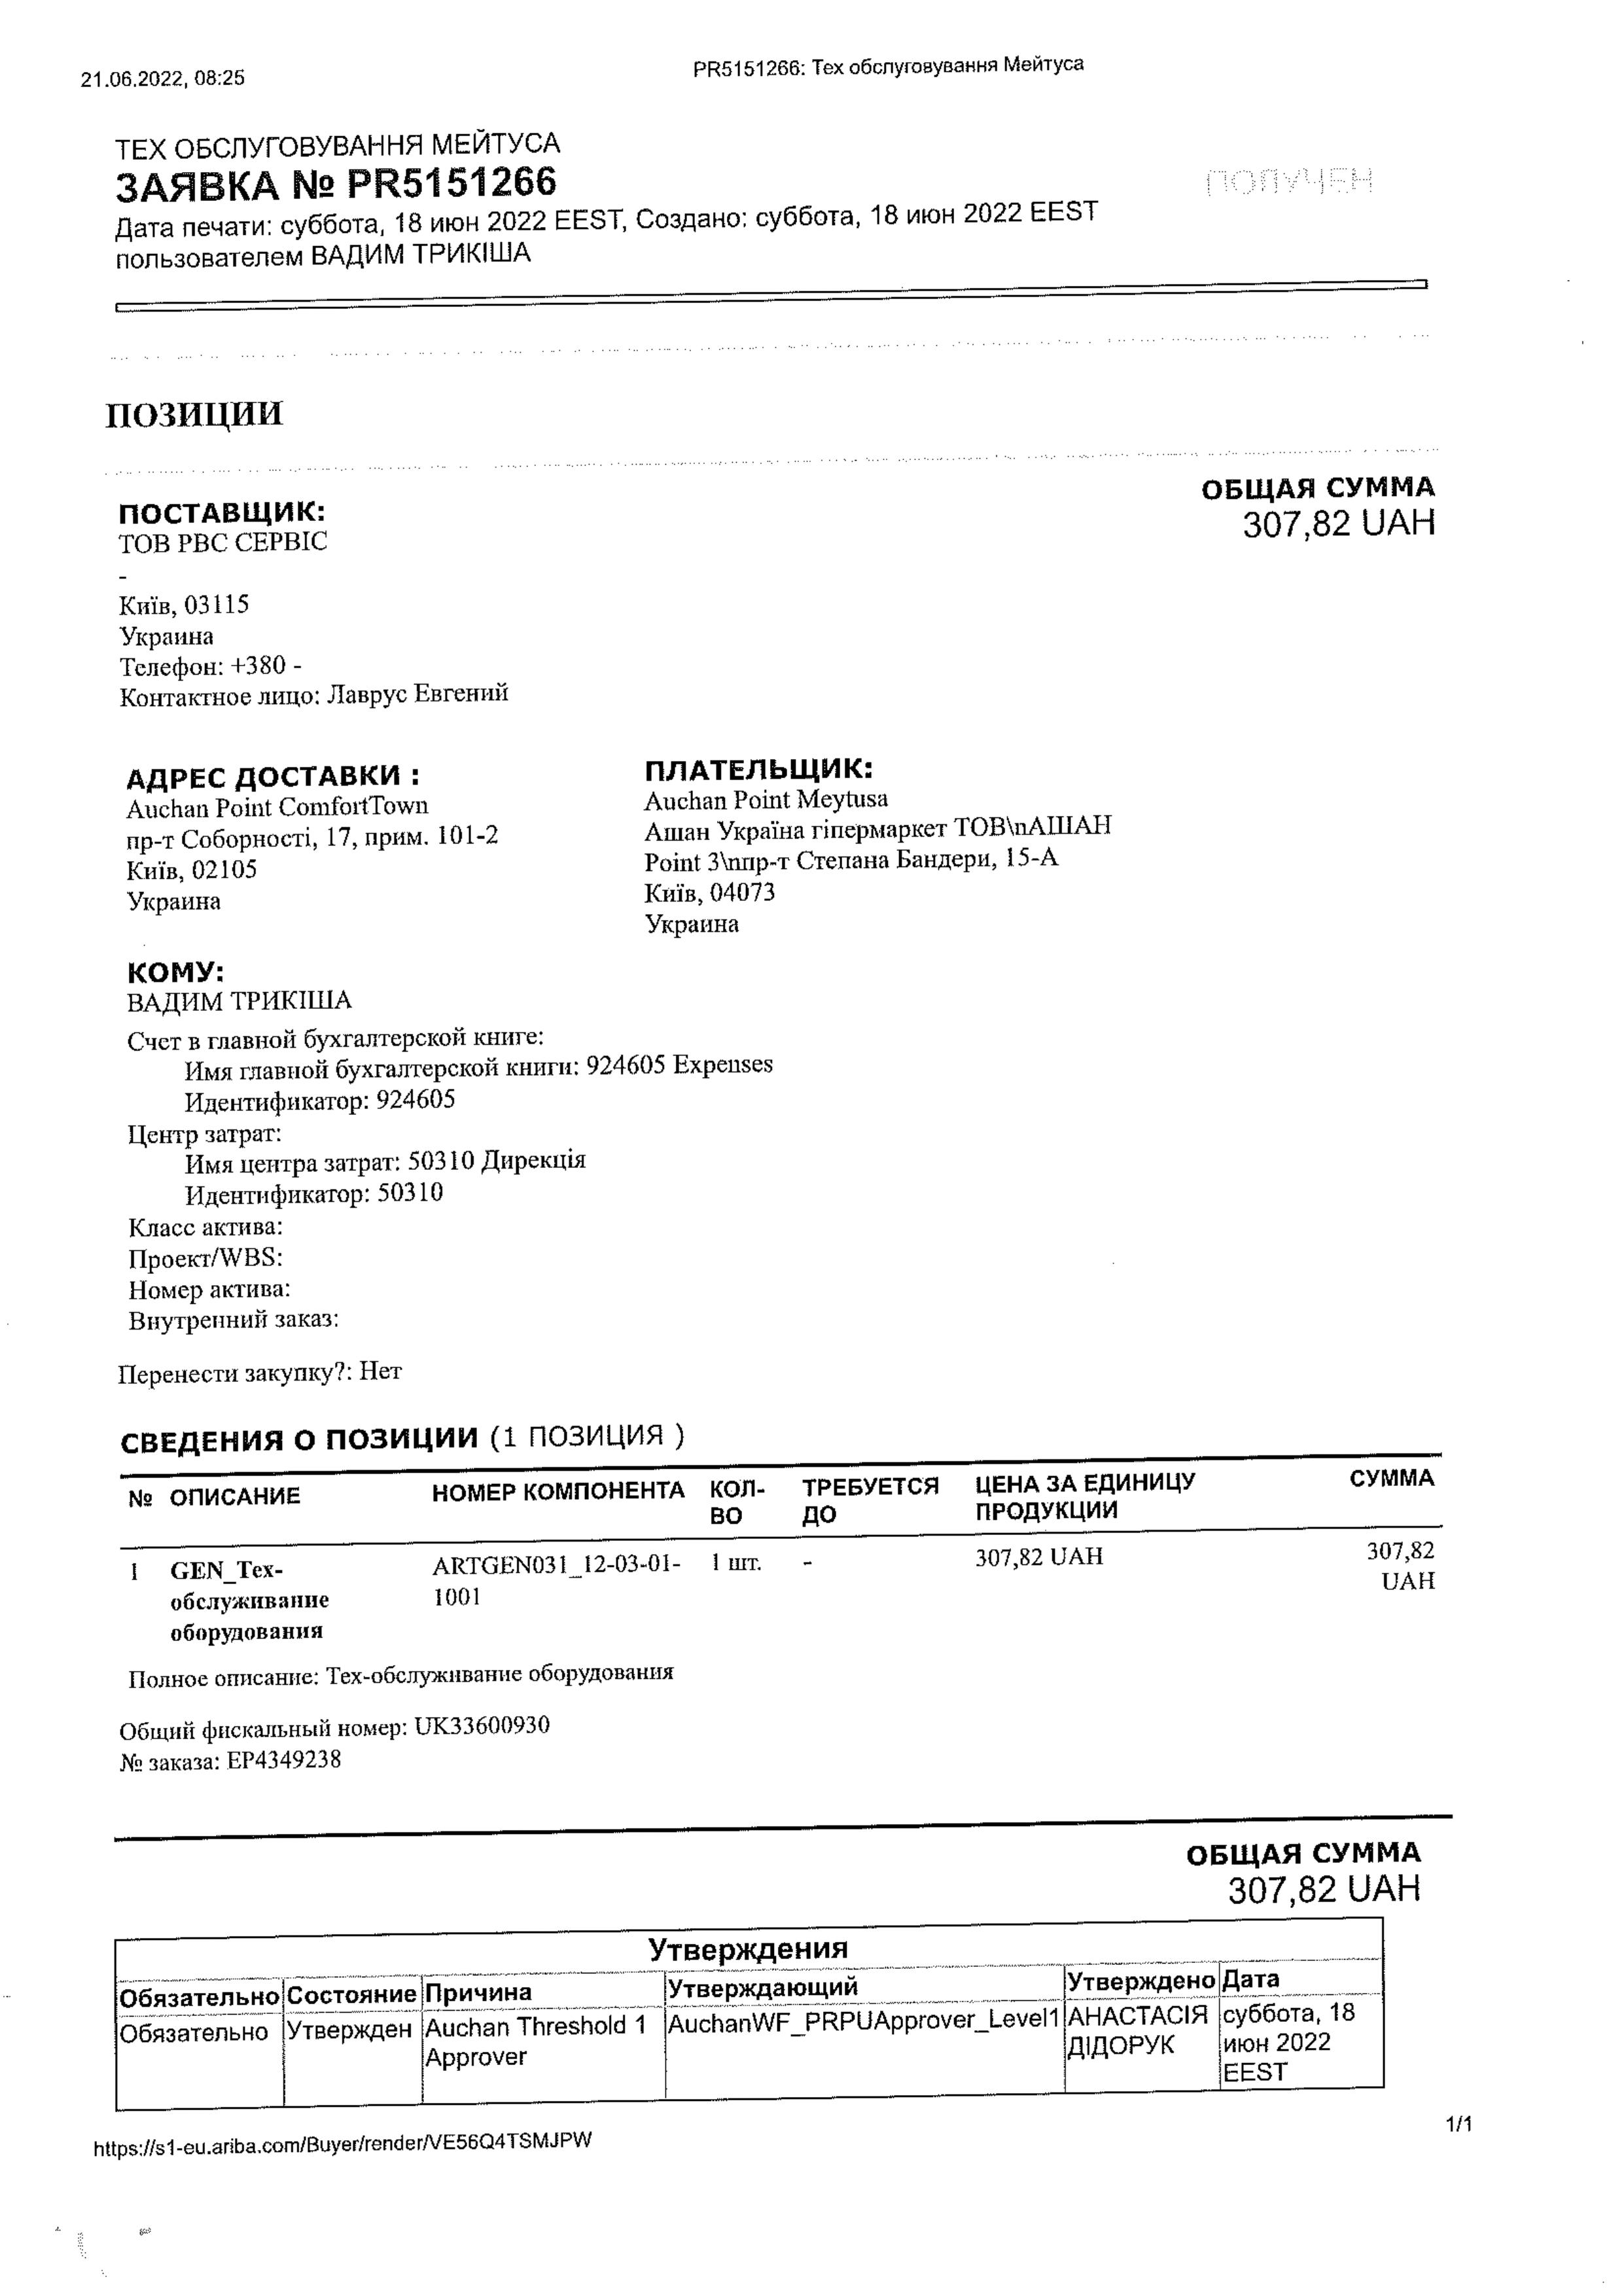 21.06.2022, 08:25
PR5151266: Тех обслуговування Мейтуса
ТЕХ ОБСЛУГОВУВАННЯ МЕЙТУСА
ЗАЯВКА № PR5151266
ПОЛУЧЕН
Дата печати: суббота, 18 июн 2022 EEST, Создано: суббота, 18 июн 2022 EEST
пользователем ВАДИМ ТРИКІША
ПОЗИЦИИ
ПОСТАВЩИК:
ТОВ РВС СЕРВІС
-
Київ, 03115
Украина
Телефон: +380 -
Контактное лицо: Лаврус Евгений
ОБЩАЯ СУММА
307,82 UAH
АДРЕС ДОСТАВКИ :
Auchan Point ComfortTown
пр-т Соборності, 17, прим. 101-2
Київ, 02105
Украина
ПЛАТЕЛЬЩИК:
Auchan Point Meytusa
Ашан Україна гіпермаркет ТОВ\nАШАН
Point 3\nпр-т Степана Бандери, 15-А
Київ, 04073
Украина
КОМУ:
ВАДИМ ТРИКІША
Счет в главной бухгалтерской книге:
Имя главной бухгалтерской книги: 924605 Expenses
Идентификатор: 924605
Центр затрат:
Имя центра затрат: 50310 Дирекція
Идентификатор: 50310
Класс актива:
Проект/WBS:
Номер актива:
Внутренний заказ:
Перенести закупку?: Нет
СВЕДЕНИЯ О ПОЗИЦИИ (1 ПОЗИЦИЯ )
№ ОПИСАНИЕ НОМЕР КОМПОНЕНТА КОЛ- ТРЕБУЕТСЯ ЦЕНА ЗА ЕДИНИЦУ СУММА
ВО ДО ПРОДУКЦИИ
1 GEN_Тех- ARTGEN031_12-03-01- 1 шт. - 307,82 UAH 307,82
обслуживание 1001 UAH
оборудования
Полное описание: Тех-обслуживание оборудования
Общий фискальный номер: UK33600930
№ заказа: EP4349238
ОБЩАЯ СУММА
307,82 UAH
Утверждения
Обязательно Состояние Причина Утверждающий Утверждено Дата
Обязательно Утвержден Auchan Threshold 1 AuchanWF_PRPUApprover_Level1 АНАСТАСІЯ суббота, 18
Approver ДІДОРУК июн 2022
EEST
https://s1-eu.ariba.com/Buyer/render/VE56Q4TSMJPW
1/1